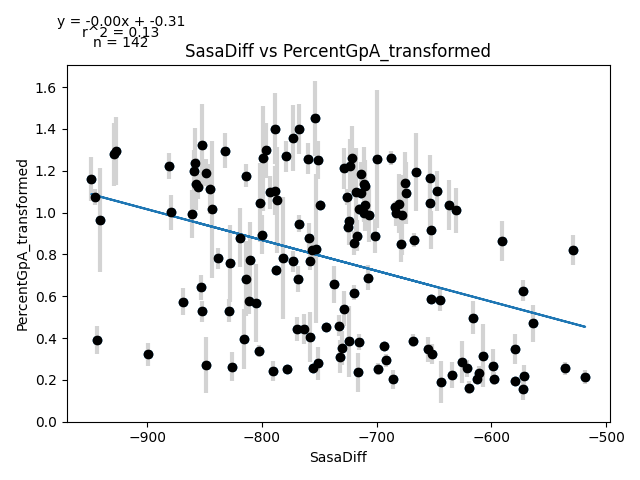 y = -0.00x + -0.31
r^2 = 0.13
n = 142
SasaDiff vs PercentGpA_transformed
PercentGpA_transformed
1.6
1.4
1.2
1.0
0.8
0.6
0.4
0.2
0.0
−900
−800
−700
−600
−500
SasaDiff